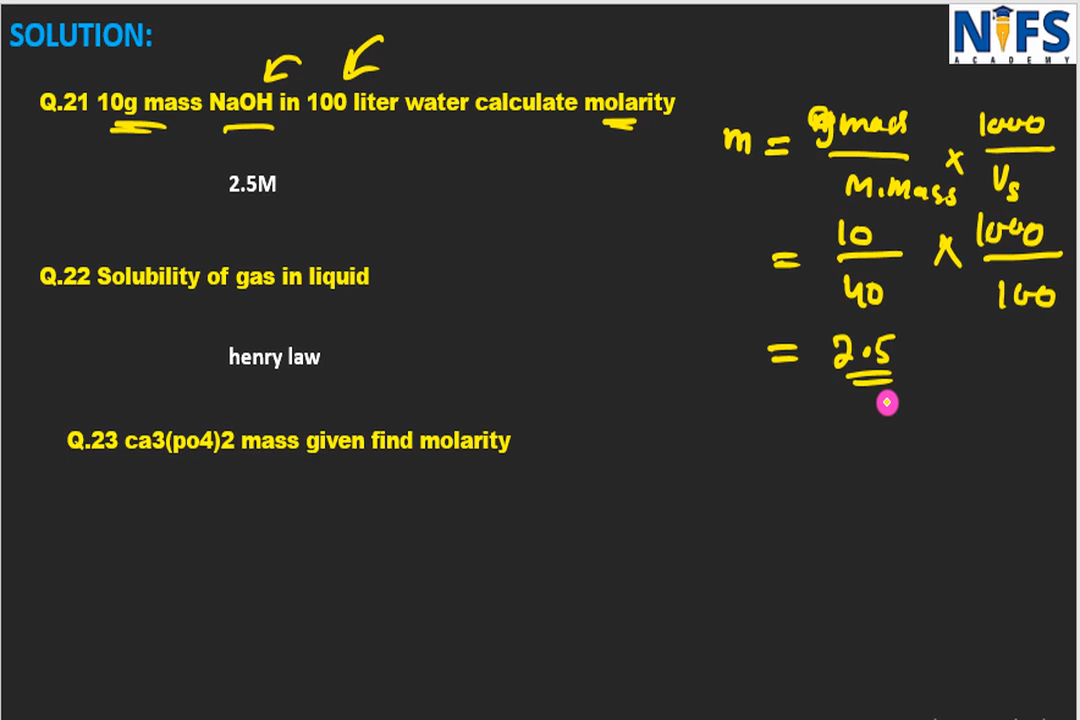 SOLUTION:
NIFS
ACADEMY
Q.21 10g mass NaOH in 100 liter water calculate molarity
2.5M
Q.22 Solubility of gas in liquid
henry law
Q.23 ca3(po4)2 mass given find molarity
m = g mass / M.mass × 1000 / Vs
= 10 / 40 × 1000 / 100
= 2.5